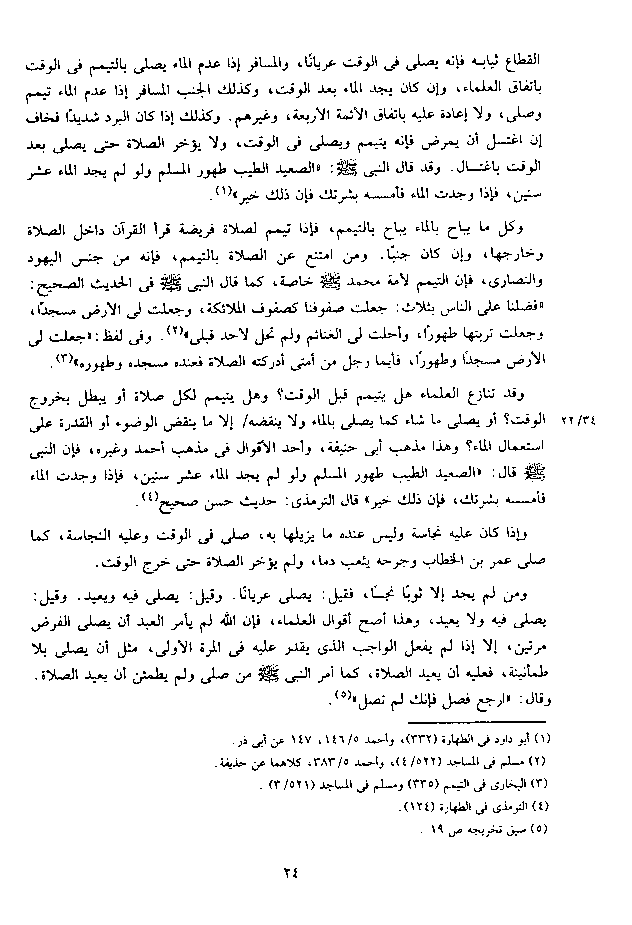 القطاع ثيابه فإنه يصلى فى الوقت عريانًا، والمسافر إذا عدم الماء يصلى بالتيمم فى الوقت
باتفاق العلماء، وإن كان يجد الماء بعد الوقت، وكذلك الجنب المسافر إذا عدم الماء تيمم
وصلى، ولا إعادة عليه باتفاق الأئمة الأربعة، وغيرهم. وكذلك إذا كان البرد شديدًا فخاف
إن اغتسل أن يمرض فإنه يتيمم ويصلى فى الوقت، ولا يؤخر الصلاة حتى يصلى بعد
الوقت باغتسال. وقد قال النبى ﷺ: «الصعيد الطيب طهور المسلم ولو لم يجد الماء عشر
سنين، فإذا وجدت الماء فأمسسه بشرتك فإن ذلك خير»(١).
وكل ما يباح بالماء يباح بالتيمم، فإذا تيمم لصلاة فريضة قرأ القرآن داخل الصلاة
وخارجها، وإن كان جنبًا. ومن امتنع عن الصلاة بالتيمم، فإنه من جنس اليهود
والنصارى، فإن التيمم لأمة محمد ﷺ خاصة، كما قال النبى ﷺ فى الحديث الصحيح:
«فضلنا على الناس بثلاث: جعلت صفوفنا كصفوف الملائكة، وجعلت لى الأرض مسجدًا،
وجعلت تربتها طهورًا، وأحلت لى الغنائم ولم تحل لأحد قبلى»(٢). وفى لفظ: «جعلت لى
الأرض مسجدًا وطهورًا، فأيما رجل من أمتى أدركته الصلاة فعنده مسجده وطهوره»(٣).
وقد تنازع العلماء هل يتيمم قبل الوقت؟ وهل يتيمم لكل صلاة أو يبطل بخروج
الوقت؟ أو يصلى ما شاء كما يصلى بالماء ولا ينقضه/ إلا ما ينقض الوضوء أو القدرة على ٢٢/٣٤
استعمال الماء؟ وهذا مذهب أبى حنيفة، وأحد الأقوال فى مذهب أحمد وغيره، فإن النبى
ﷺ قال: «الصعيد الطيب طهور المسلم ولو لم يجد الماء عشر سنين، فإذا وجدت الماء
فأمسه بشرتك، فإن ذلك خير» قال الترمذى: حديث حسن صحيح(٤).
وإذا كان عليه نجاسة وليس عنده ما يزيلها به، صلى فى الوقت وعليه النجاسة، كما
صلى عمر بن الخطاب وجرحه يثعب دما، ولم يؤخر الصلاة حتى خرج الوقت.
ومن لم يجد إلا ثوبًا نجسًا، فقيل: يصلى عريانًا. وقيل: يصلى فيه ويعيد. وقيل:
يصلى فيه ولا يعيد، وهذا أصح أقوال العلماء، فإن الله لم يأمر العبد أن يصلى الفرض
مرتين، إلا إذا لم يفعل الواجب الذى يقدر عليه فى المرة الأولى، مثل أن يصلى بلا
طمأنينة، فعليه أن يعيد الصلاة، كما أمر النبى ﷺ من صلى ولم يطمئن أن يعيد الصلاة.
وقال: «ارجع فصل فإنك لم تصل»(٥).
(١) أبو داود فى الطهارة (٣٣٢)، وأحمد ١٤٦/٥، ١٤٧ عن أبى ذر.
(٢) مسلم فى المساجد (٤/٥٢٢)، وأحمد ٣٨٣/٥، كلاهما عن حذيفة.
(٣) البخارى فى التيمم (٣٣٥) ومسلم فى المساجد (٣/٥٢١) .
(٤) الترمذى فى الطهارة (١٢٤).
(٥) سبق تخريجه ص ١٩ .
٢٤